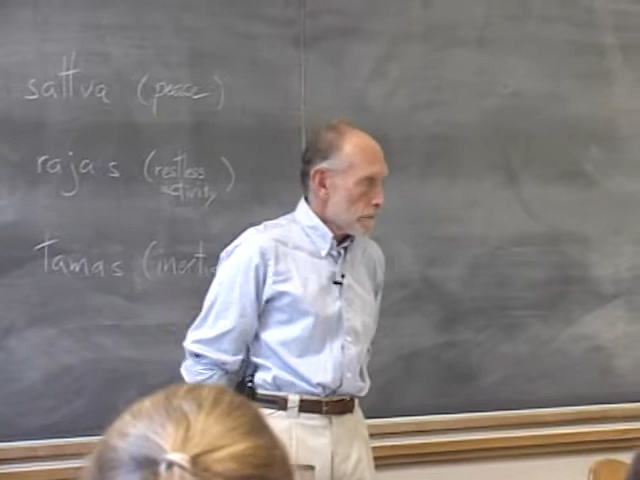 sattva (peace)
rajas (restless
activity)
Tamas (inerti